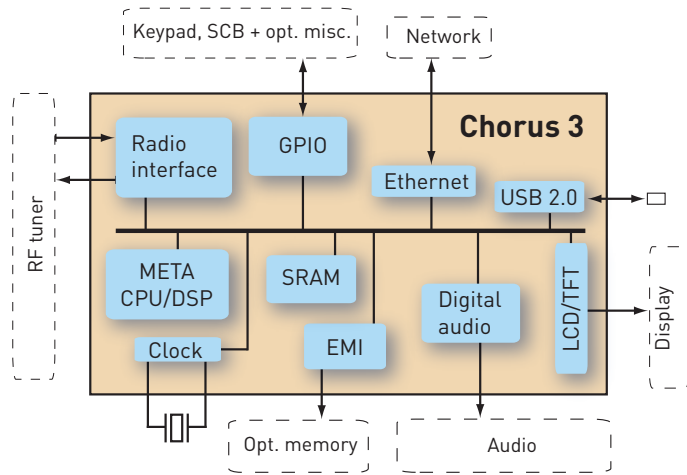 Keypad, SCB + opt. misc.
Network
Chorus 3
Radio
interface
GPIO
Ethernet
USB 2.0
RF tuner
META
CPU/DSP
SRAM
Digital
audio
LCD/TFT
Display
Clock
EMI
Opt. memory
Audio